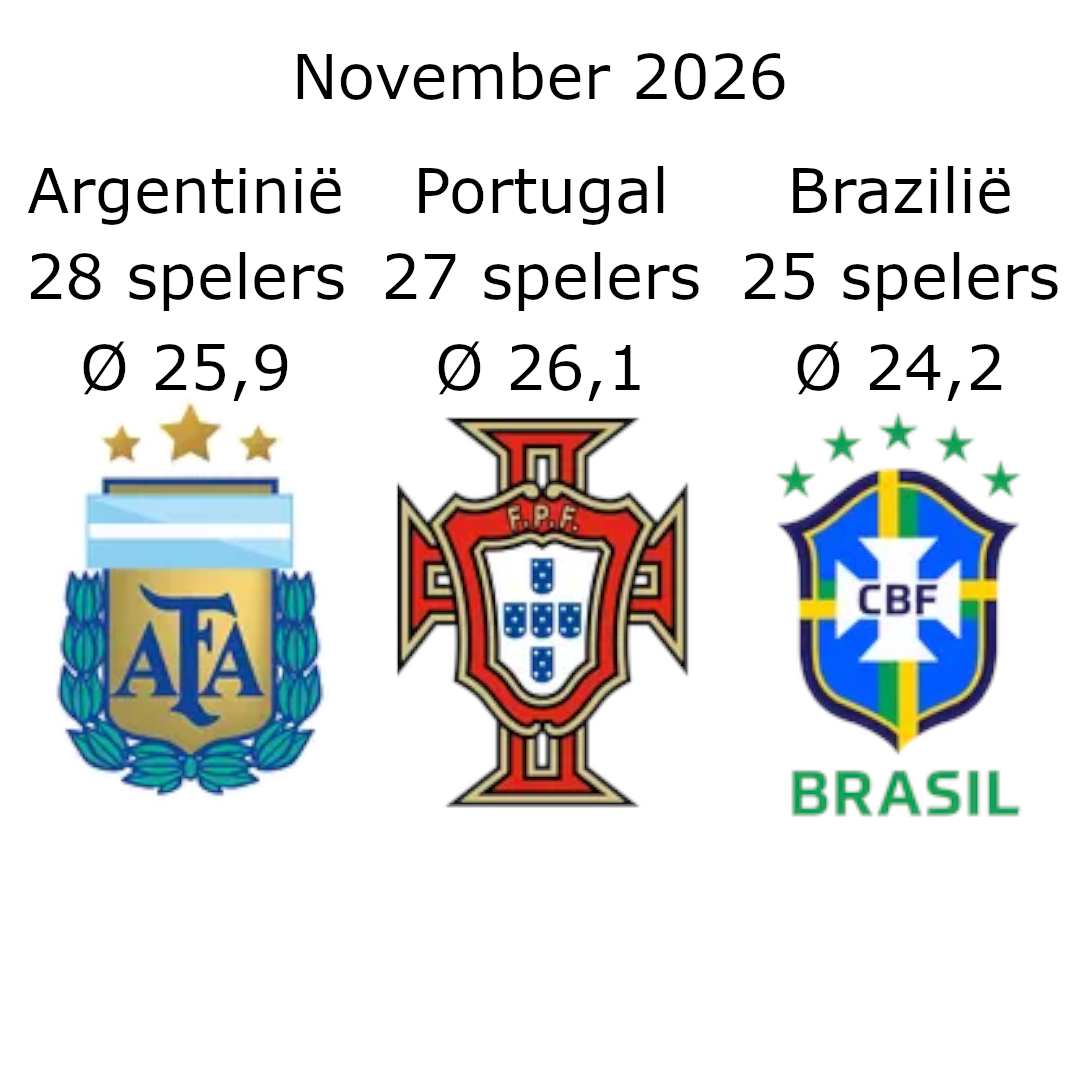 November 2026
Argentinië Portugal Brazilië
28 spelers 27 spelers 25 spelers
Ø 25,9 Ø 26,1 Ø 24,2
F.P.F.
AFA
CBF
BRASIL